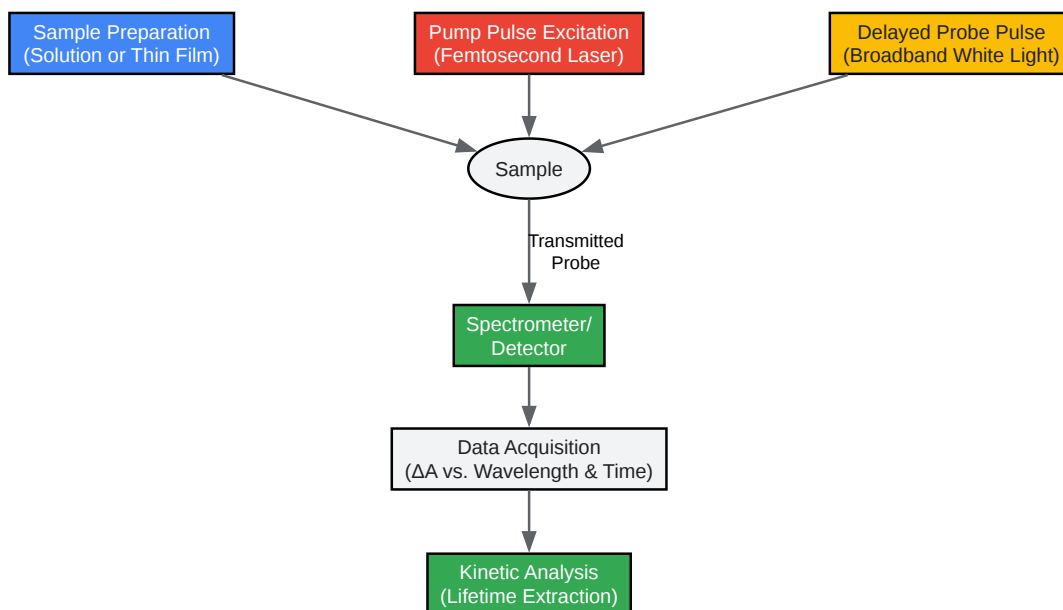 Sample Preparation
(Solution or Thin Film)
Pump Pulse Excitation
(Femtosecond Laser)
Delayed Probe Pulse
(Broadband White Light)
Sample
Transmitted
Probe
Spectrometer/
Detector
Data Acquisition
(ΔA vs. Wavelength & Time)
Kinetic Analysis
(Lifetime Extraction)